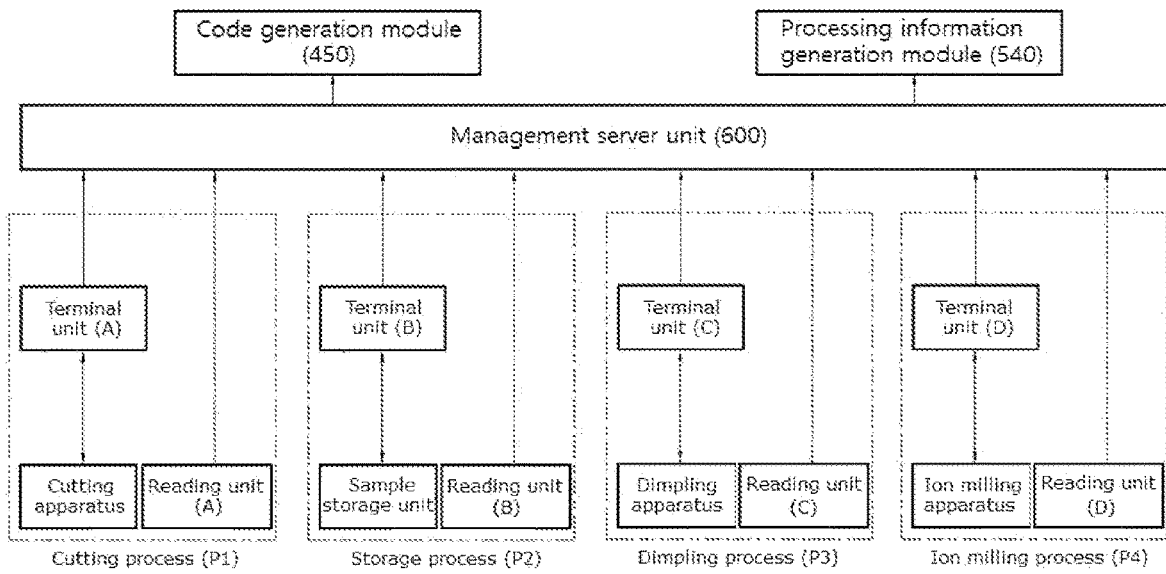 Code generation module
(450)
Processing information
generation module (540)
Management server unit (600)
Terminal
unit (A)
Terminal
unit (B)
Terminal
unit (C)
Terminal
unit (D)
Cutting
apparatus
Reading unit
(A)
Sample
storage unit
Reading unit
(B)
Dimpling
apparatus
Reading unit
(C)
Ion milling
apparatus
Reading unit
(D)
Cutting process (P1)
Storage process (P2)
Dimpling process (P3)
Ion milling process (P4)